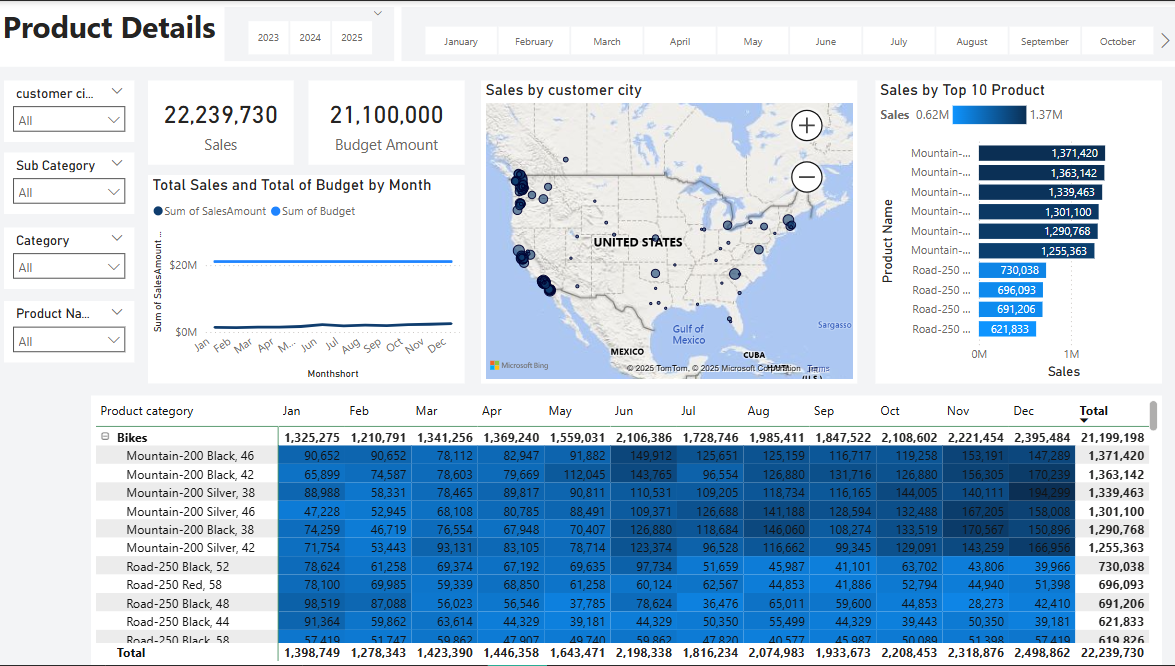 Product Details
2023 2024 2025
January February March April May June July August September October
customer ci...
All
Sub Category
All
Category
All
Product Na...
All
22,239,730
Sales
21,100,000
Budget Amount
Total Sales and Total of Budget by Month
Sum of SalesAmount Sum of Budget
Sum of SalesAmount ...
$20M
$0M
Jan Feb Mar Apr M... Jun Jul Aug Sep Oct Nov Dec
Monthshort
Sales by customer city
UNITED STATES
Gulf of
Mexico
Sargasso
MEXICO
CUBA
HAITI
(U.S.)
Microsoft Bing
© 2025 TomTom, © 2025 Microsoft Corporation Terms
Sales by Top 10 Product
Sales 0.62M 1.37M
Product Name
Mountain-... 1,371,420
Mountain-... 1,363,142
Mountain-... 1,339,463
Mountain-... 1,301,100
Mountain-... 1,290,768
Mountain-... 1,255,363
Road-250 ... 730,038
Road-250 ... 696,093
Road-250 ... 691,206
Road-250 ... 621,833
0M 1M
Sales
Product category Jan Feb Mar Apr May Jun Jul Aug Sep Oct Nov Dec Total
Bikes 1,325,275 1,210,791 1,341,256 1,369,240 1,559,031 2,106,386 1,728,746 1,985,411 1,847,522 2,108,602 2,221,454 2,395,484 21,199,198
Mountain-200 Black, 46 90,652 90,652 78,112 82,947 91,882 149,912 125,651 125,159 116,717 119,258 153,191 147,289 1,371,420
Mountain-200 Black, 42 65,899 74,587 78,603 79,669 112,045 143,765 96,554 126,880 131,716 126,880 156,305 170,239 1,363,142
Mountain-200 Silver, 38 88,988 58,331 78,465 89,817 90,811 110,531 109,205 118,734 116,165 144,005 140,111 194,299 1,339,463
Mountain-200 Silver, 46 47,228 52,945 68,108 80,785 88,491 109,371 126,688 141,188 128,594 132,488 167,205 158,008 1,301,100
Mountain-200 Black, 38 74,259 46,719 76,554 67,948 70,407 126,880 118,684 146,060 108,274 133,519 170,567 150,896 1,290,768
Mountain-200 Silver, 42 71,754 53,443 93,131 83,105 78,714 123,374 96,528 116,662 99,345 129,091 143,259 166,956 1,255,363
Road-250 Black, 52 78,624 61,258 69,374 67,192 69,635 97,734 51,659 45,987 41,101 63,702 43,806 39,966 730,038
Road-250 Red, 58 78,100 69,985 59,339 68,850 61,258 60,124 62,567 44,853 41,886 52,794 44,940 51,398 696,093
Road-250 Black, 48 98,519 87,088 56,023 56,546 37,785 78,624 36,476 65,011 59,600 44,853 28,273 42,410 691,206
Road-250 Black, 44 91,364 59,862 63,614 44,329 39,181 44,329 50,350 55,499 44,329 39,443 50,350 39,181 621,833
Road-250 Black, 58 57,419 51,747 59,862 47,907 49,740 59,862 47,820 40,577 45,987 50,089 51,398 57,419 619,826
Total 1,398,749 1,278,343 1,423,390 1,446,358 1,643,471 2,198,338 1,816,234 2,074,983 1,933,673 2,208,453 2,318,876 2,498,862 22,239,730